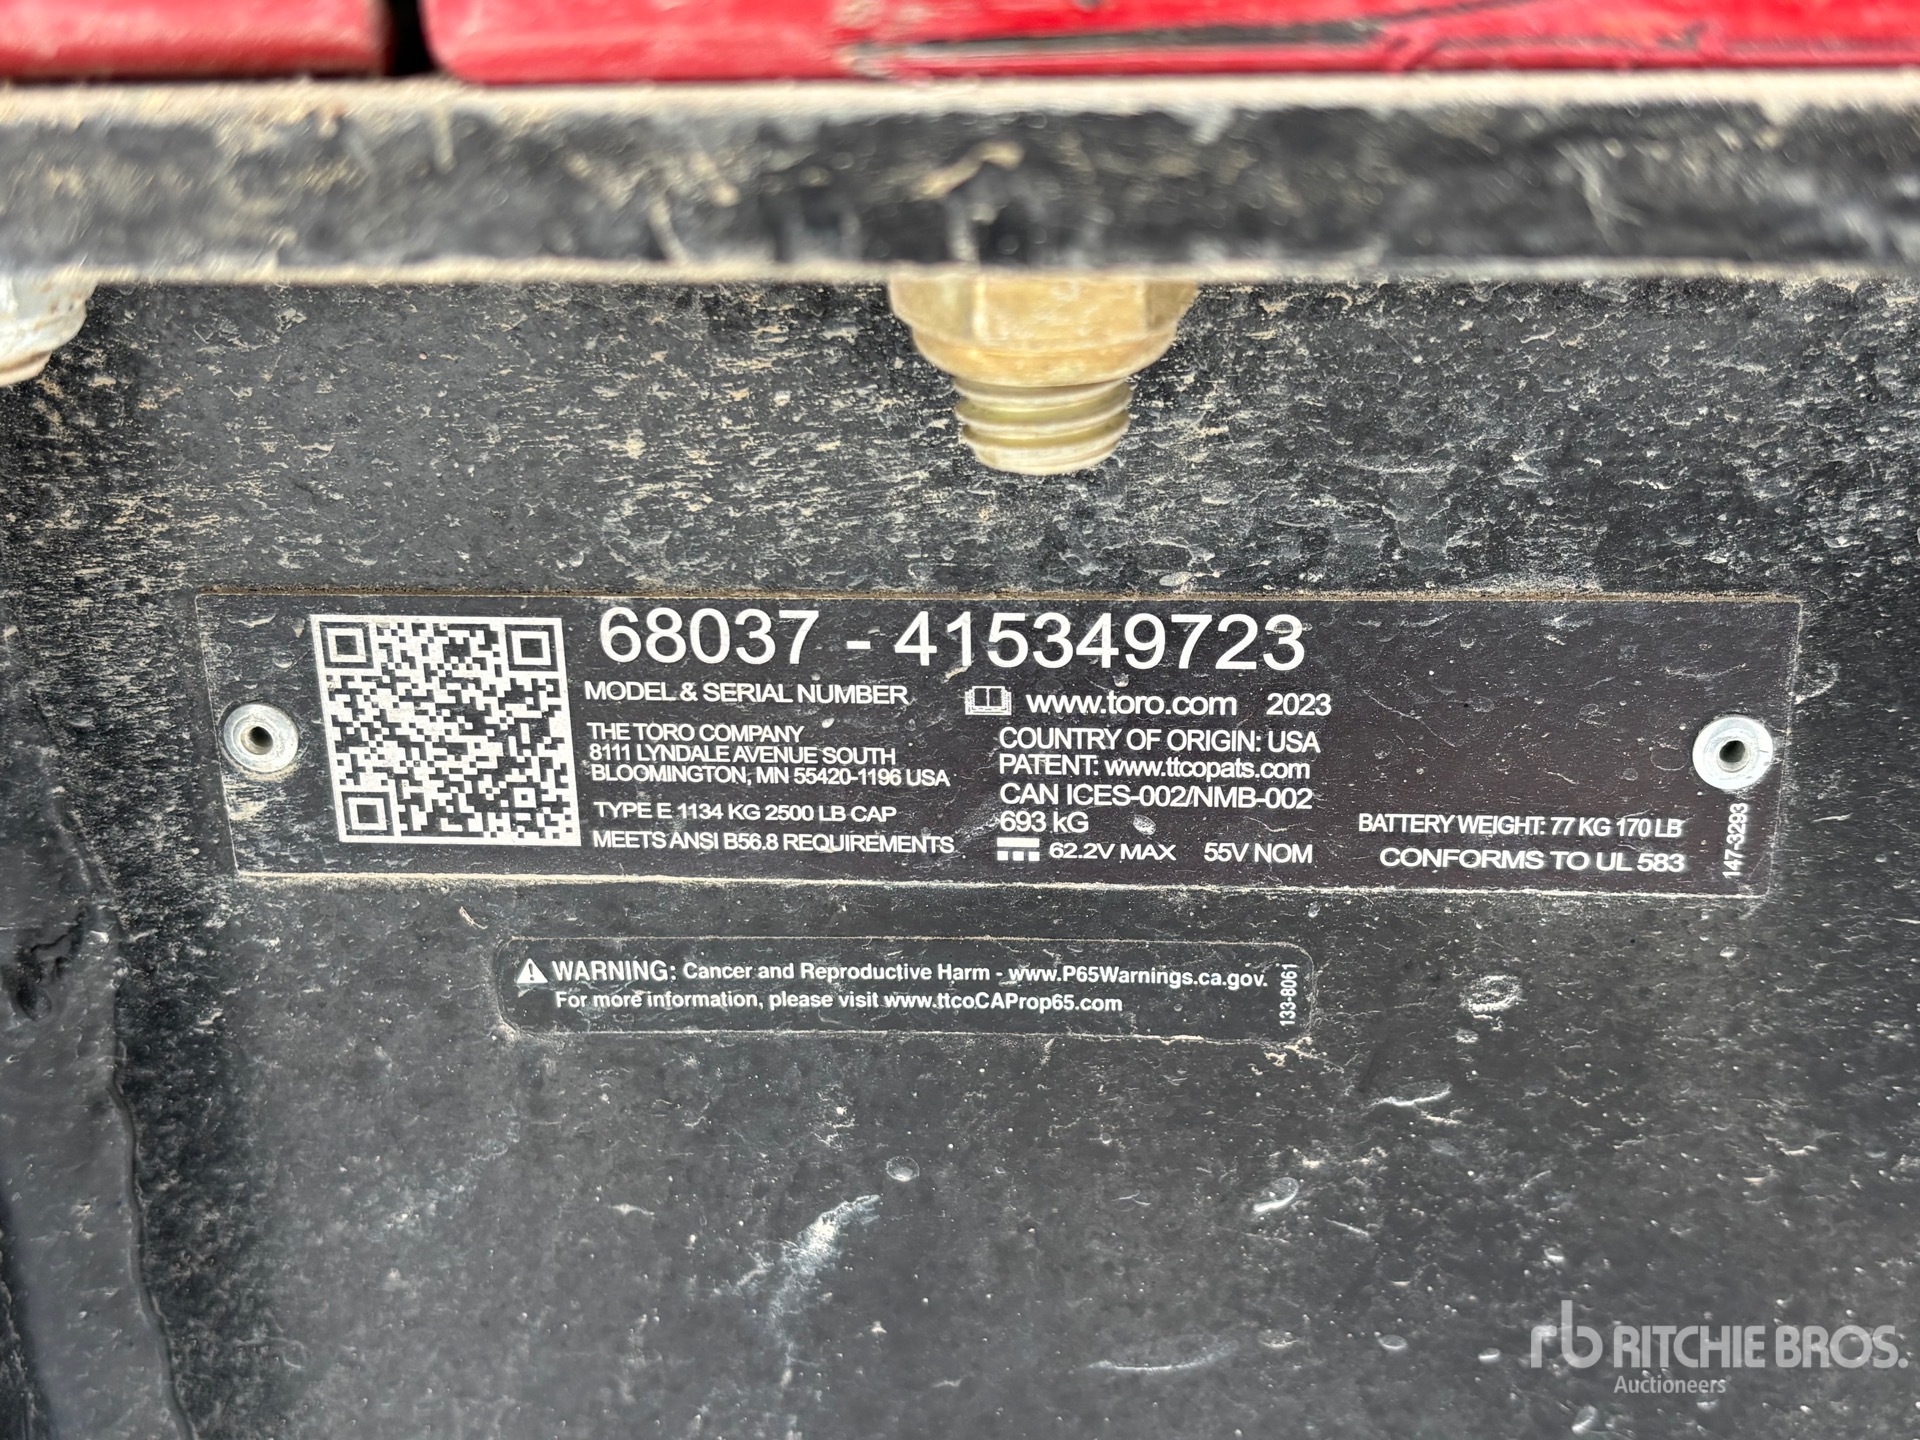 68037 - 415349723
MODEL & SERIAL NUMBER
www.toro.com 2023
THE TORO COMPANY
8111 LYNDALE AVENUE SOUTH
BLOOMINGTON, MN 55420-1196 USA
TYPE E 1134 KG 2500 LB CAP
MEETS ANSI B56.8 REQUIREMENTS
COUNTRY OF ORIGIN: USA
PATENT: www.ttcopats.com
CAN ICES-002/NMB-002
693 kG
62.2V MAX 55V NOM
BATTERY WEIGHT: 77 KG 170 LB
CONFORMS TO UL 583
147-3293
WARNING: Cancer and Reproductive Harm - www.P65Warnings.ca.gov.
For more information, please visit www.ttcoCAProp65.com
133-8061
rb RITCHIE BROS.
Auctioneers